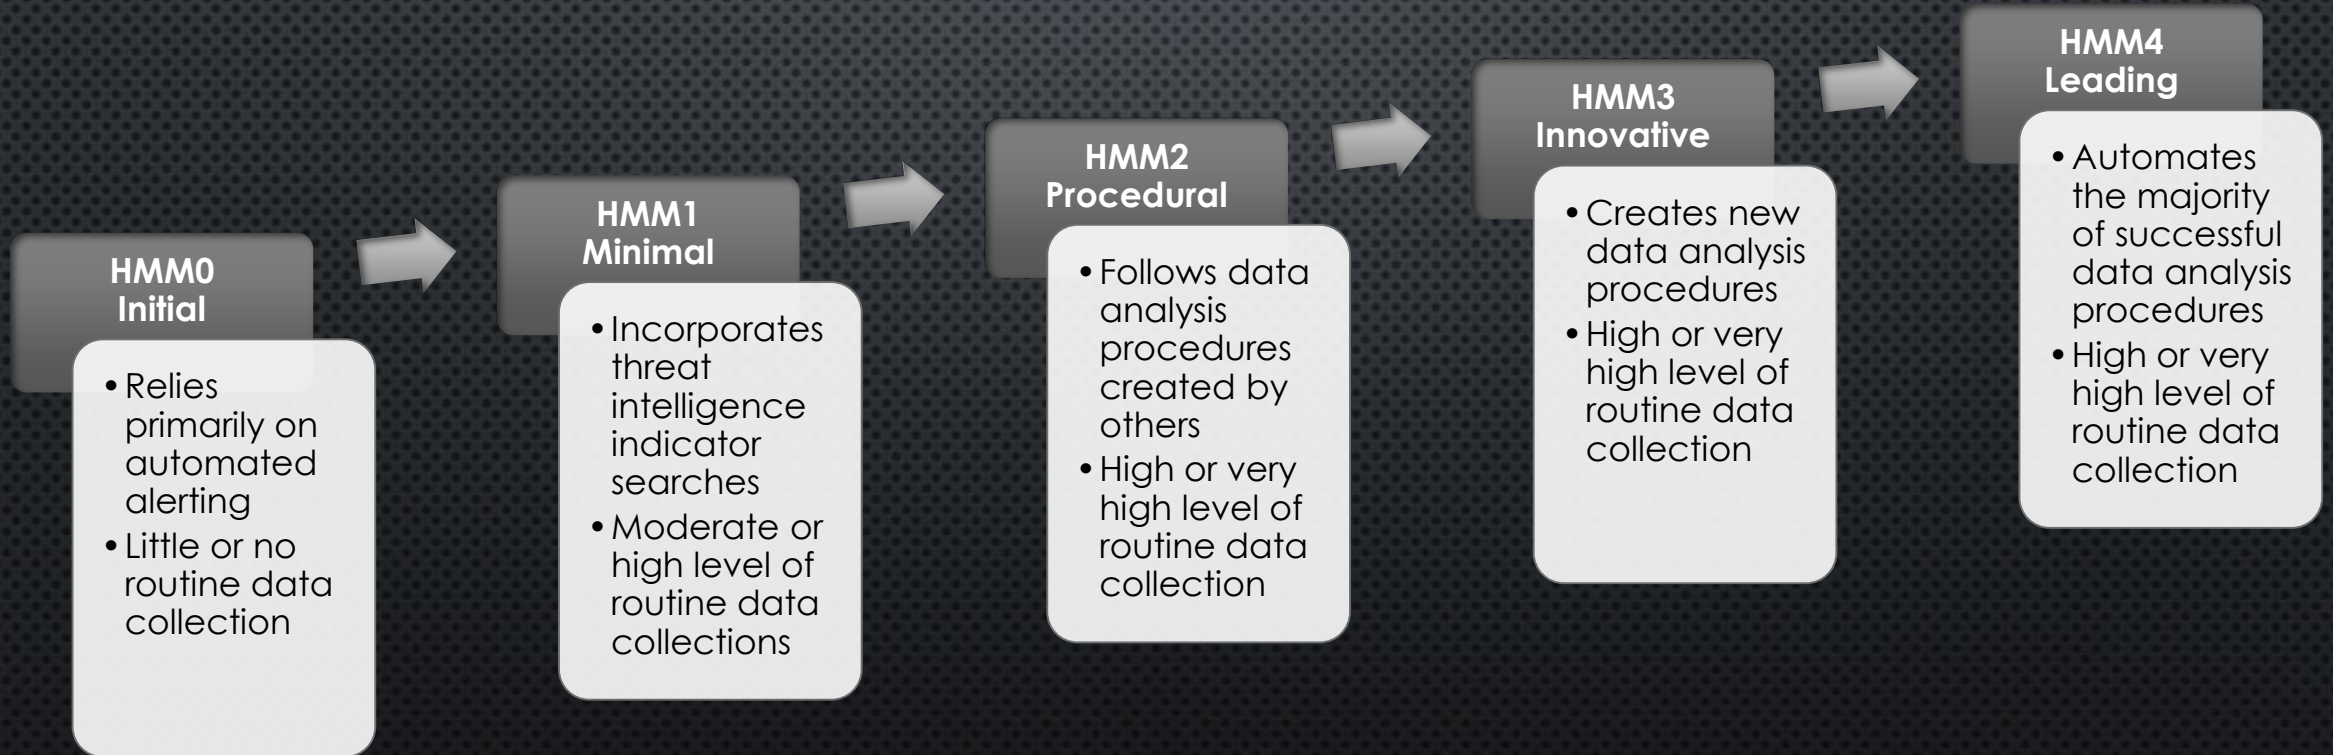 HMM0
Initial
• Relies
primarily on
automated
alerting
• Little or no
routine data
collection
HMM1
Minimal
• Incorporates
threat
intelligence
indicator
searches
• Moderate or
high level of
routine data
collections
HMM2
Procedural
• Follows data
analysis
procedures
created by
others
• High or very
high level of
routine data
collection
HMM3
Innovative
• Creates new
data analysis
procedures
• High or very
high level of
routine data
collection
HMM4
Leading
• Automates
the majority
of successful
data analysis
procedures
• High or very
high level of
routine data
collection